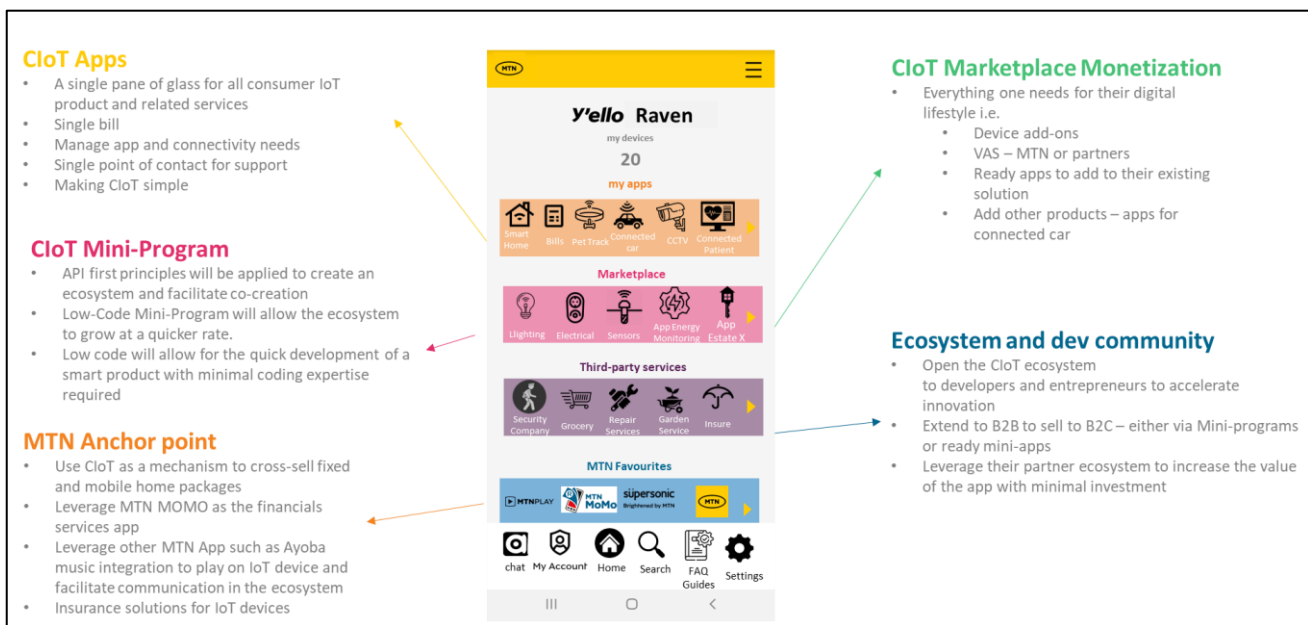 CIoT Apps
• A single pane of glass for all consumer IoT
product and related services
• Single bill
• Manage app and connectivity needs
• Single point of contact for support
• Making CIoT simple
CIoT Mini-Program
• API first principles will be applied to create an
ecosystem and facilitate co-creation
• Low-Code Mini-Program will allow the ecosystem
to grow at a quicker rate.
• Low code will allow for the quick development of a
smart product with minimal coding expertise
required
MTN Anchor point
• Use CIoT as a mechanism to cross-sell fixed
and mobile home packages
• Leverage MTN MOMO as the financials
services app
• Leverage other MTN App such as Ayoba
music integration to play on IoT device and
facilitate communication in the ecosystem
• Insurance solutions for IoT devices
MTN
Y'ello Raven
my devices
20
my apps
Smart Home
Bills
Pet Track
Connected car
CCTV
Connected Patient
Marketplace
Llighting
Electrical
Sensors
App Energy Monitoring
App Estate X
Third-party services
Security Company
Grocery
Repair Services
Garden Service
Insure
MTN Favourites
MTNPLAY
MTN MoMo
süpersonic
Brightened by MTN
MTN
chat
My Account
Home
Search
FAQ Guides
Settings
CIoT Marketplace Monetization
• Everything one needs for their digital
lifestyle i.e.
• Device add-ons
• VAS – MTN or partners
• Ready apps to add to their existing
solution
• Add other products – apps for
connected car
Ecosystem and dev community
• Open the CIoT ecosystem
to developers and entrepreneurs to accelerate
innovation
• Extend to B2B to sell to B2C – either via Mini-programs
or ready mini-apps
• Leverage their partner ecosystem to increase the value
of the app with minimal investment